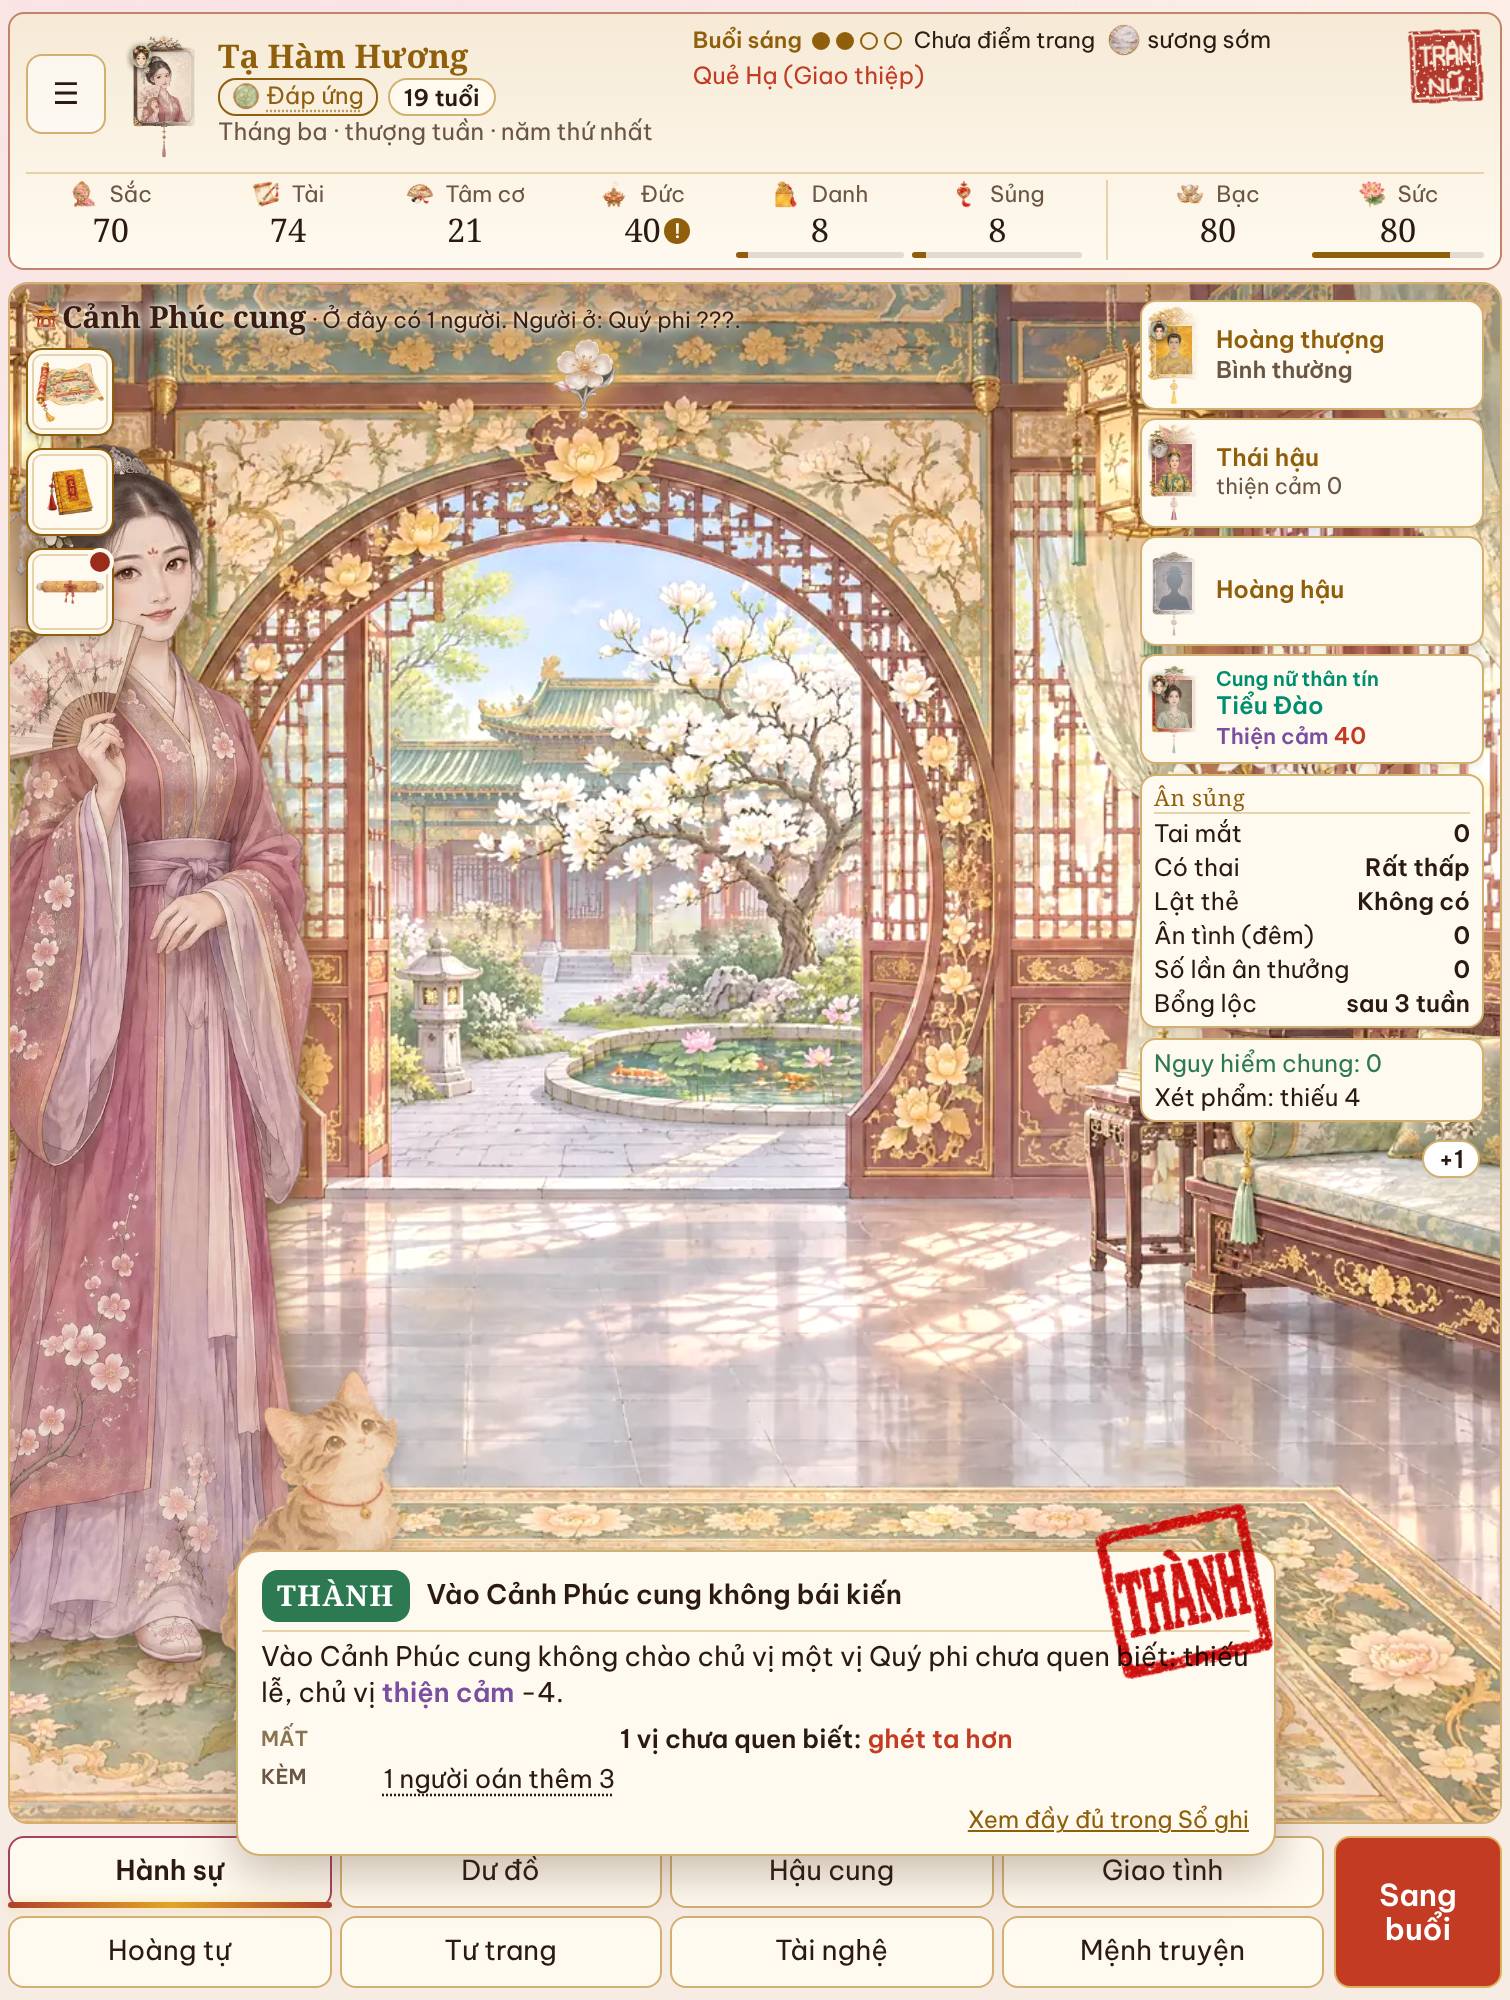 Tạ Hàm Hương
Đáp ứng
19 tuổi
Tháng ba · thượng tuần · năm thứ nhất
Buổi sáng
Chưa điểm trang
sương sớm
Quẻ Hạ (Giao thiệp)
TRÂN
NỮ
Sắc
70
Tài
74
Tâm cơ
21
Đức
40
!
Danh
8
Sủng
8
Bạc
80
Sức
80
Cảnh Phúc cung · Ở đây có 1 người. Người ở: Quý phi ???.
Hoàng thượng
Bình thường
Thái hậu
thiện cảm 0
Hoàng hậu
Cung nữ thân tín
Tiểu Đào
Thiện cảm 40
Ân sủng
Tai mắt 0
Có thai Rất thấp
Lật thẻ Không có
Ân tình (đêm) 0
Số lần ân thưởng 0
Bổng lộc sau 3 tuần
Nguy hiểm chung: 0
Xét phẩm: thiếu 4
+1
THÀNH Vào Cảnh Phúc cung không bái kiến
THÀNH
Vào Cảnh Phúc cung không chào chủ vị một vị Quý phi chưa quen biết: thiếu
lễ, chủ vị thiện cảm -4.
MẤT 1 vị chưa quen biết: ghét ta hơn
KÈM 1 người oán thêm 3
Xem đầy đủ trong Sổ ghi
Hành sự
Dư đồ
Hậu cung
Giao tình
Sang
buổi
Hoàng tự
Tư trang
Tài nghệ
Mệnh truyện